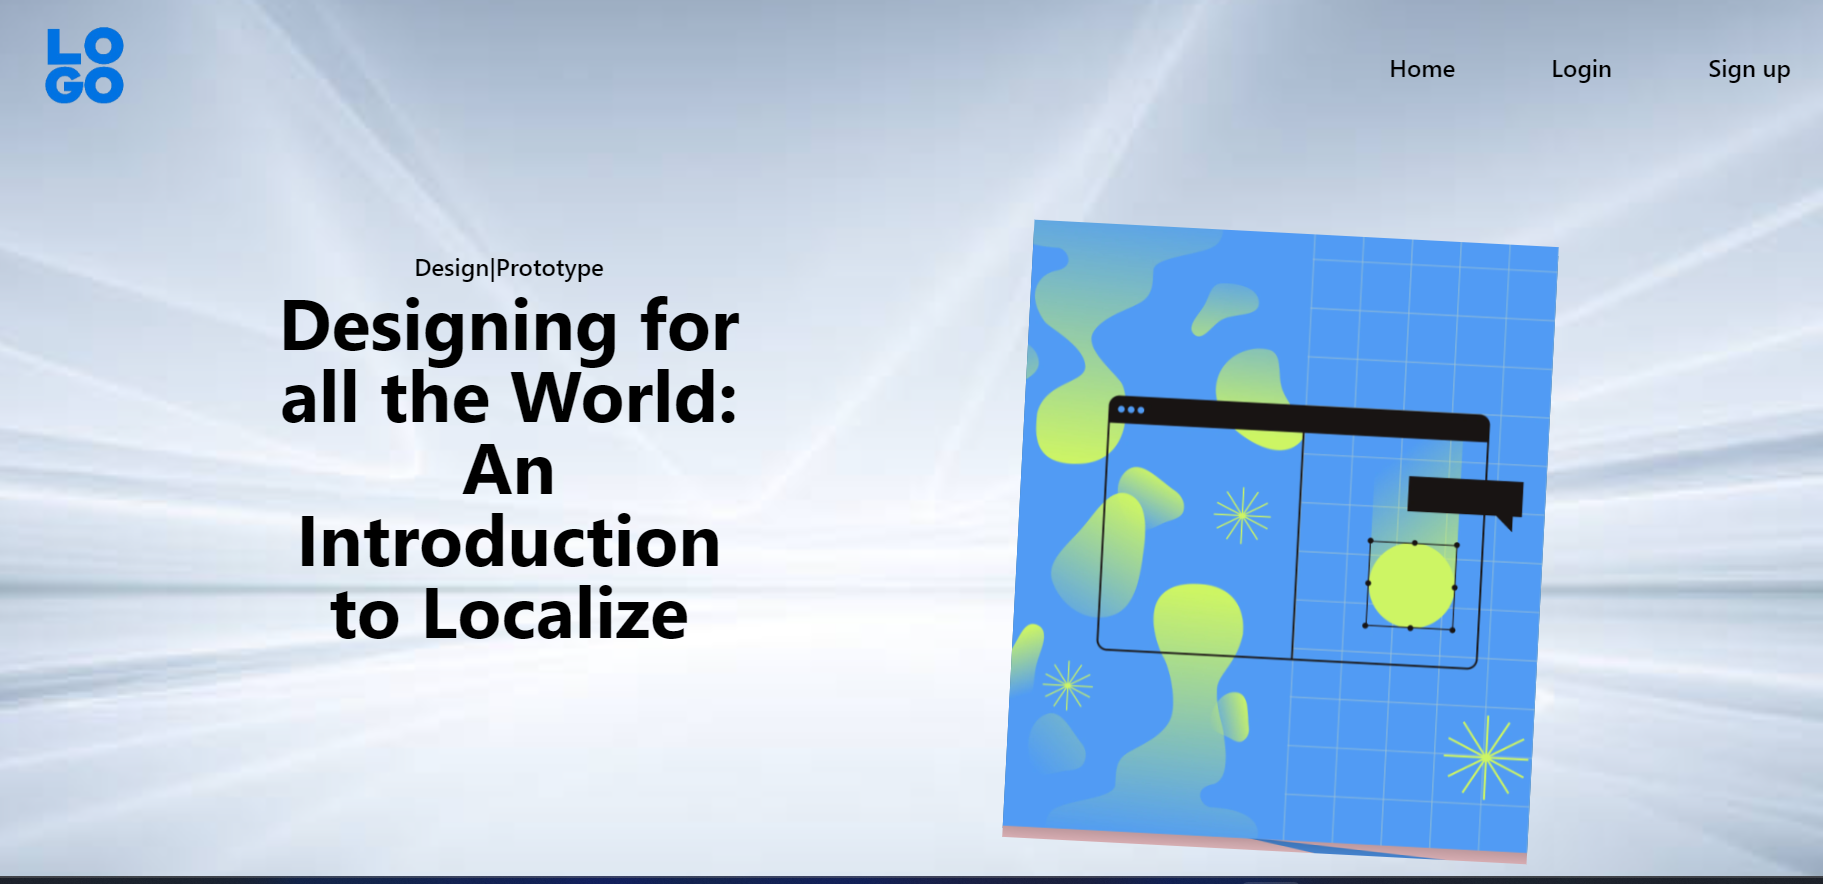 LO
GO
Home Login Sign up
Design|Prototype
Designing for
all the World:
An
Introduction
to Localize